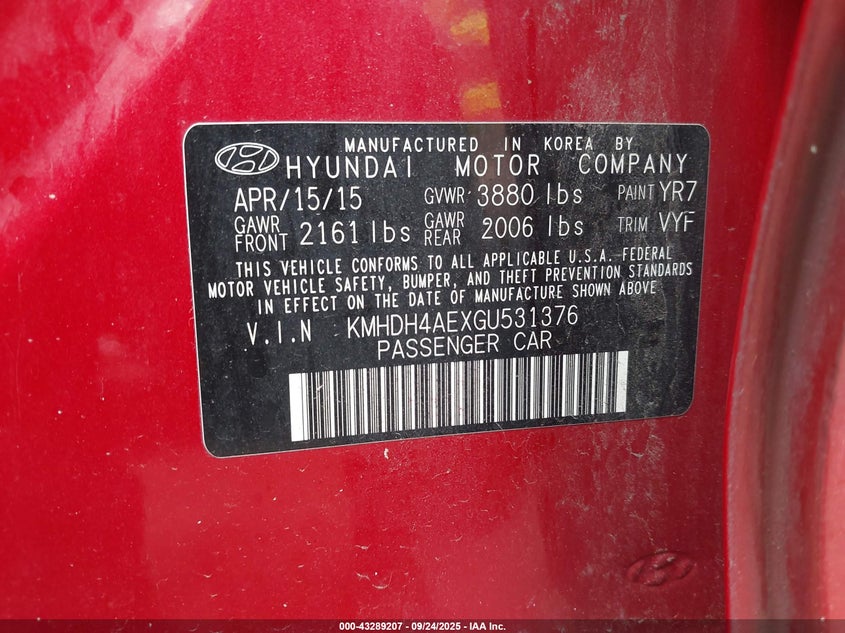 MANUFACTURED IN KOREA BY
HYUNDAI MOTOR COMPANY
APR/15/15 GVWR 3880 lbs PAINT YR7
GAWR FRONT 2161 lbs GAWR REAR 2006 lbs TRIM VYF
THIS VEHICLE CONFORMS TO ALL APPLICABLE U.S.A. FEDERAL
MOTOR VEHICLE SAFETY, BUMPER, AND THEFT PREVENTION STANDARDS
IN EFFECT ON THE DATE OF MANUFACTURE SHOWN ABOVE.
V.I.N KMHDH4AEXGU531376
PASSENGER CAR
000-43289207 - 09/24/2025 - IAA Inc.